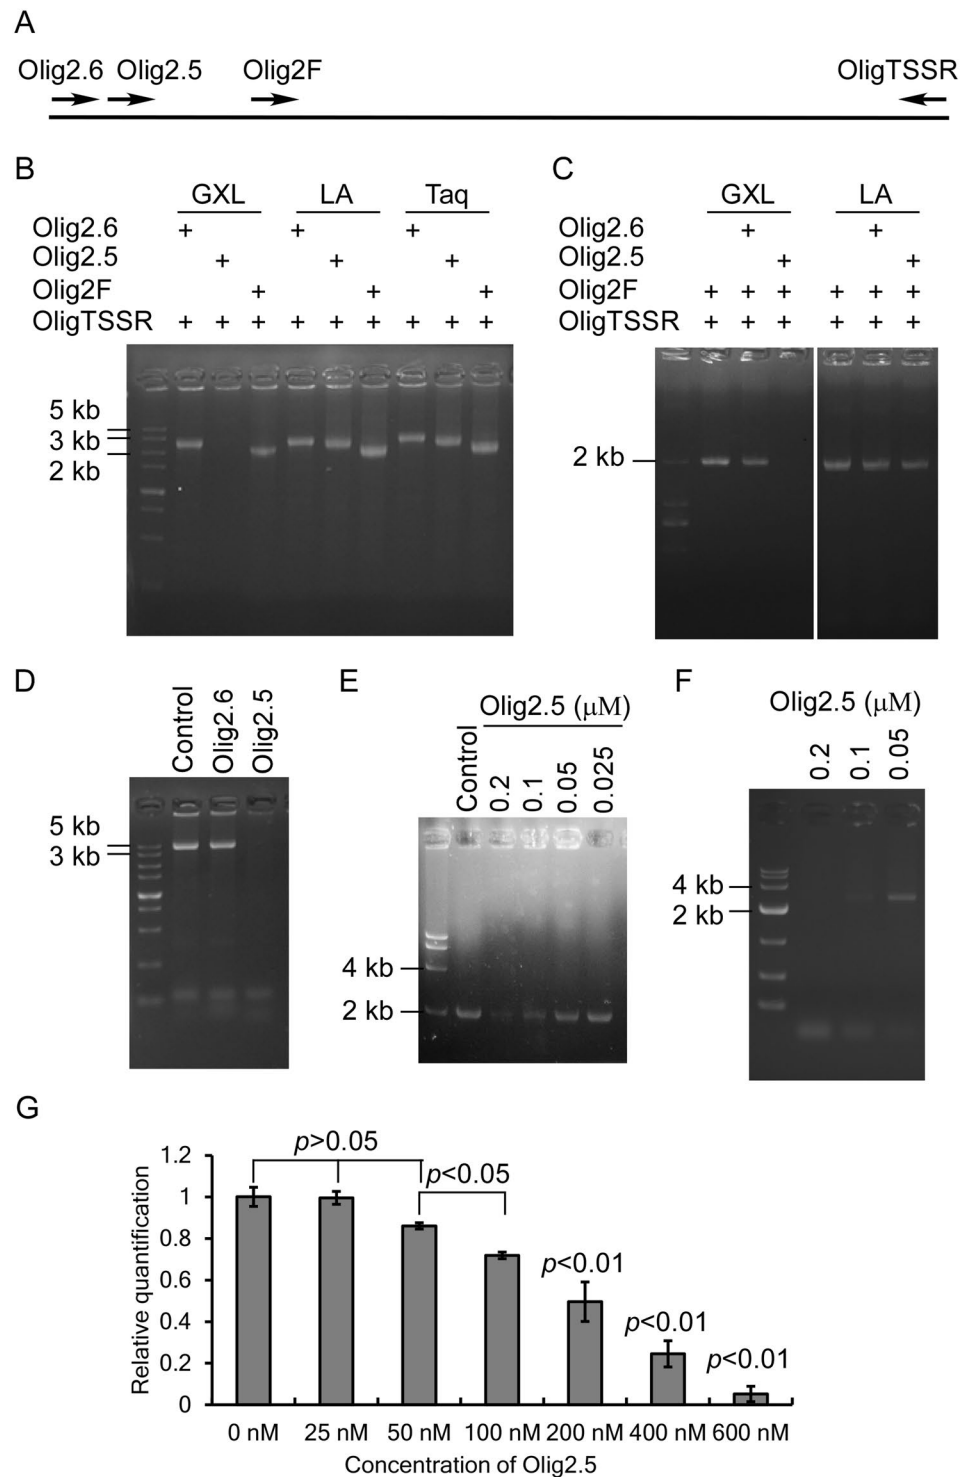 A
Olig2.6 Olig2.5 Olig2F OligTSSR
B
GXL LA Taq
Olig2.6 + + +
Olig2.5 + + +
Olig2F + + +
OligTSSR + + + + + + + + +
5 kb
3 kb
2 kb
C
GXL LA
Olig2.6 + +
Olig2.5 + +
Olig2F + + + + + +
OligTSSR + + + + + +
2 kb
D
Control Olig2.6 Olig2.5
5 kb
3 kb
E
Olig2.5 (μM)
Control 0.2 0.1 0.05 0.025
4 kb
2 kb
F
Olig2.5 (μM)
0.2 0.1 0.05
4 kb
2 kb
G
Relative quantification
1.2
1
0.8
0.6
0.4
0.2
0
p>0.05
p<0.05
p<0.01
p<0.01
p<0.01
0 nM 25 nM 50 nM 100 nM 200 nM 400 nM 600 nM
Concentration of Olig2.5